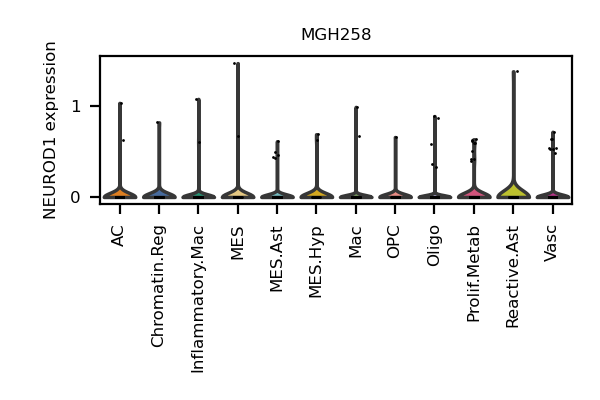 MGH258
NEUROD1 expression
1
0
AC
Chromatin.Reg
Inflammatory.Mac
MES
MES.Ast
MES.Hyp
Mac
OPC
Oligo
Prolif.Metab
Reactive.Ast
Vasc